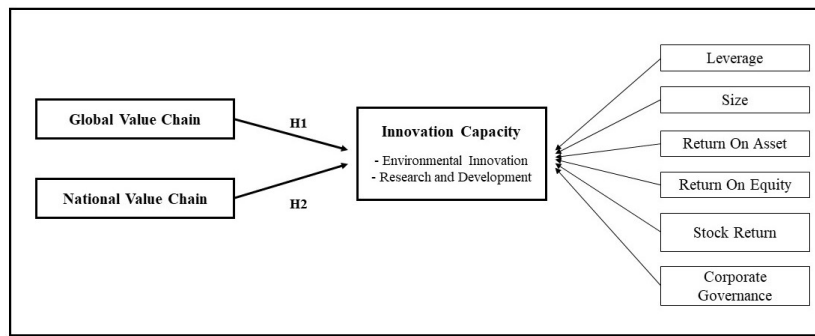 Global Value Chain
H1
National Value Chain
H2
Innovation Capacity
- Environmental Innovation
- Research and Development
Leverage
Size
Return On Asset
Return On Equity
Stock Return
Corporate
Governance